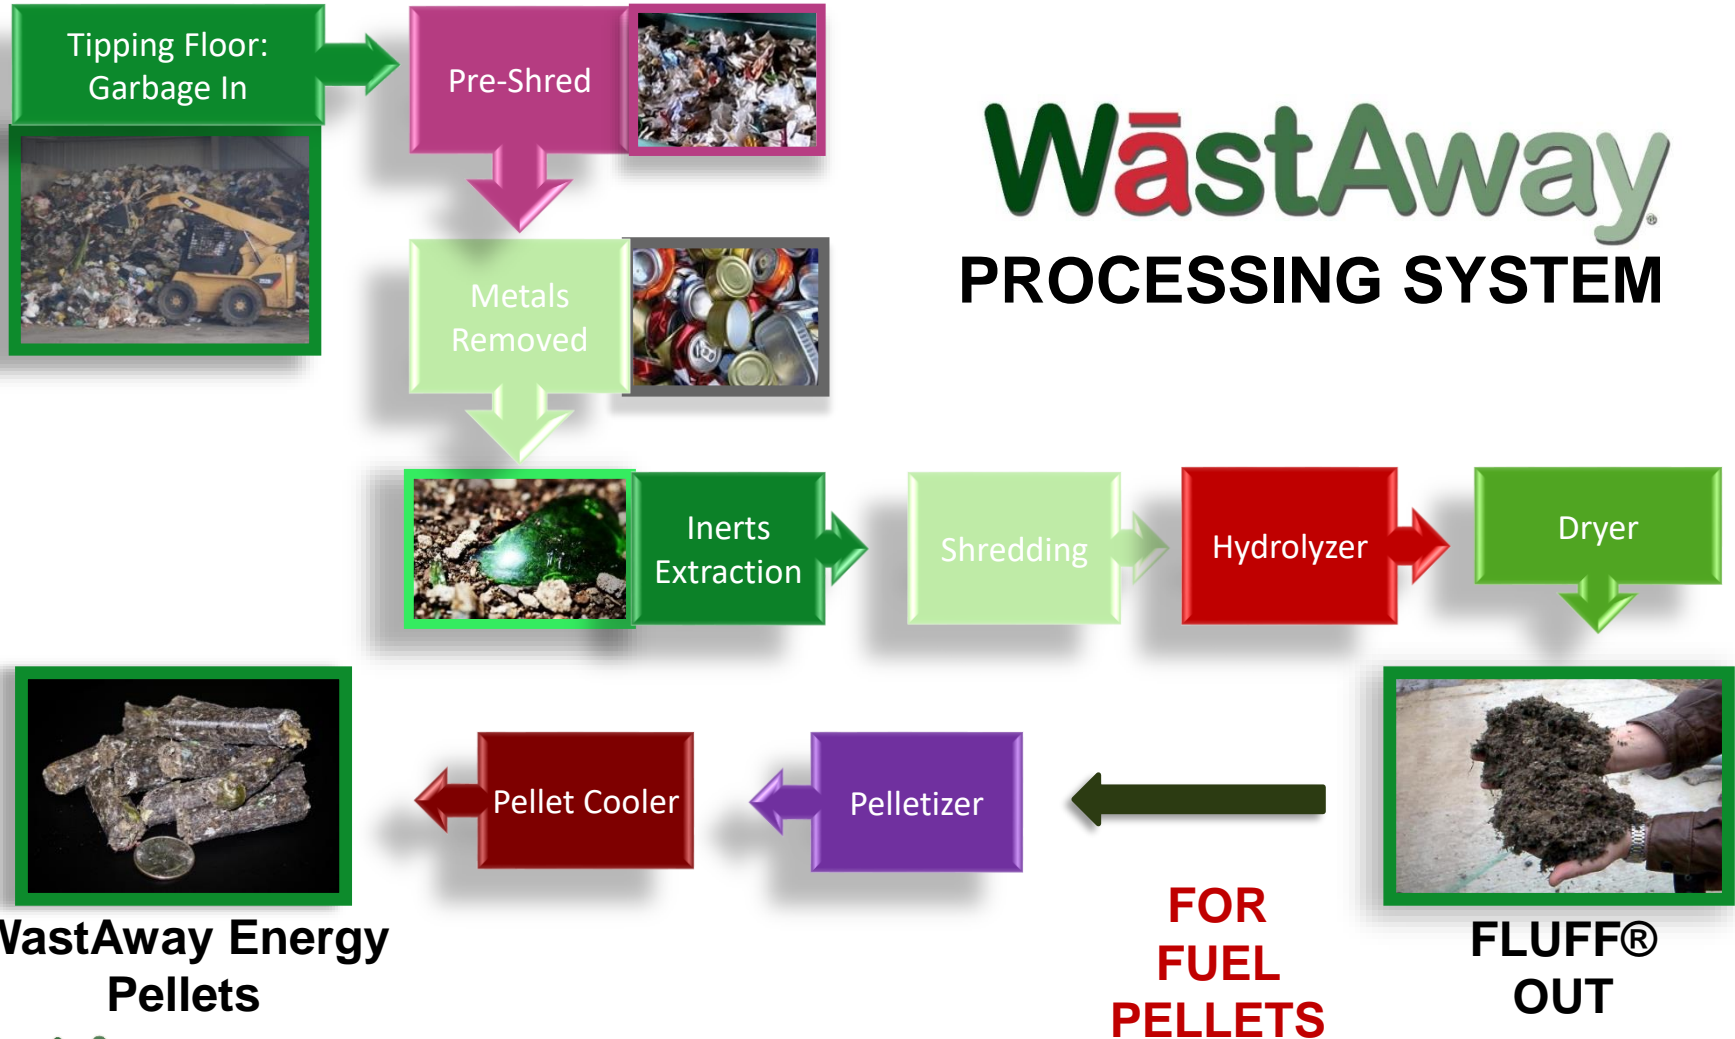 Tipping Floor:
Garbage In
Pre-Shred
WāstAway®
PROCESSING SYSTEM
Metals
Removed
Inerts
Extraction
Shredding
Hydrolyzer
Dryer
Pellet Cooler
Pelletizer
FOR
FUEL
PELLETS
FLUFF®
OUT
WastAway Energy
Pellets